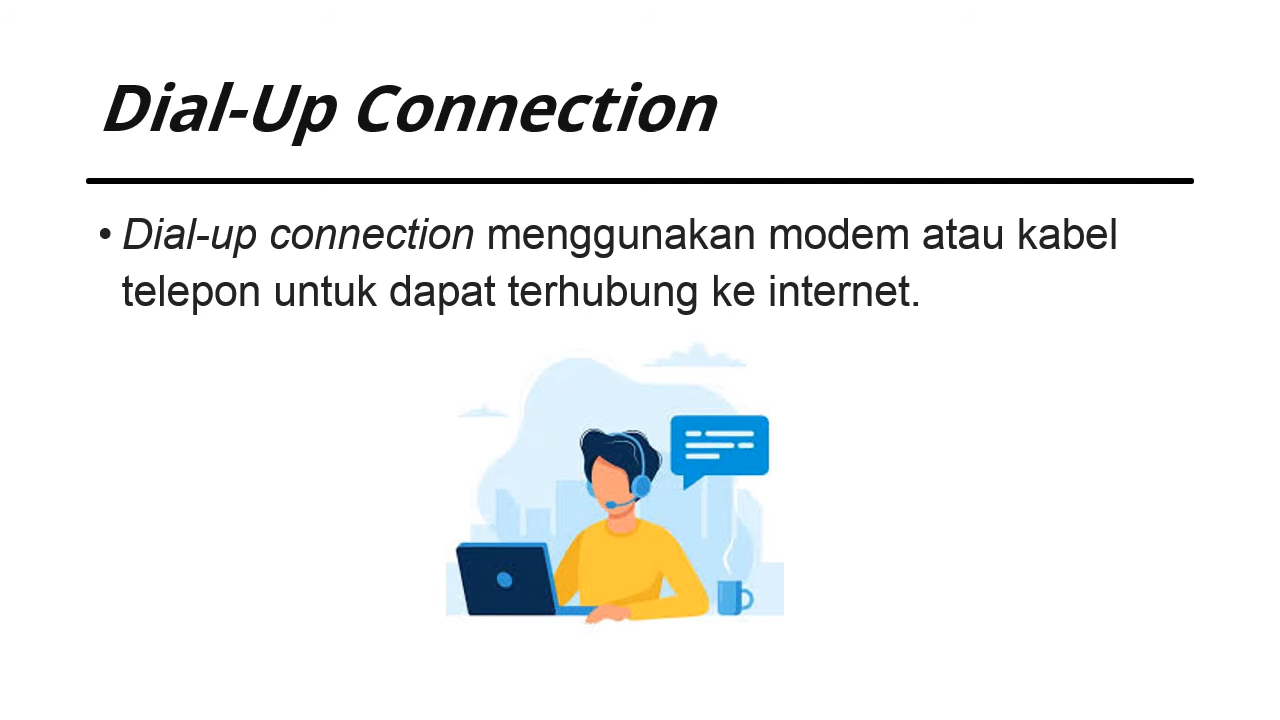 Dial-Up Connection
• Dial-up connection menggunakan modem atau kabel
telepon untuk dapat terhubung ke internet.